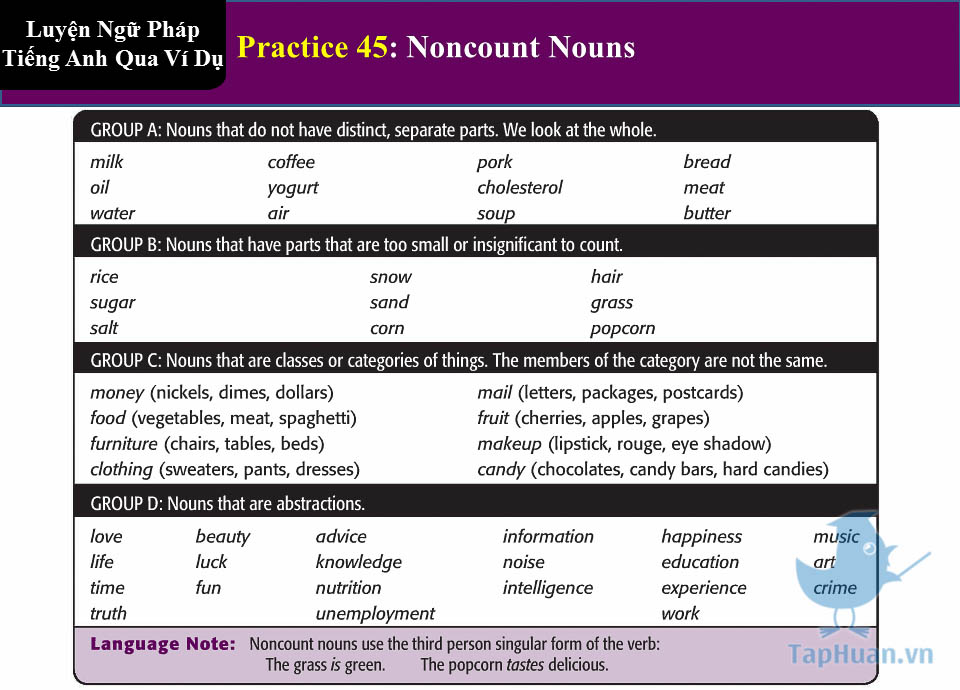 Luyện Ngữ Pháp
Tiếng Anh Qua Ví Dụ
Practice 45: Noncount Nouns
GROUP A: Nouns that do not have distinct, separate parts. We look at the whole.
milk coffee pork bread
oil yogurt cholesterol meat
water air soup butter
GROUP B: Nouns that have parts that are too small or insignificant to count.
rice snow hair
sugar sand grass
salt corn popcorn
GROUP C: Nouns that are classes or categories of things. The members of the category are not the same.
money (nickels, dimes, dollars) mail (letters, packages, postcards)
food (vegetables, meat, spaghetti) fruit (cherries, apples, grapes)
furniture (chairs, tables, beds) makeup (lipstick, rouge, eye shadow)
clothing (sweaters, pants, dresses) candy (chocolates, candy bars, hard candies)
GROUP D: Nouns that are abstractions.
love beauty advice information happiness music
life luck knowledge noise education art
time fun nutrition intelligence experience crime
truth unemployment work
Language Note: Noncount nouns use the third person singular form of the verb:
The grass is green. The popcorn tastes delicious.
TapHuan.vn